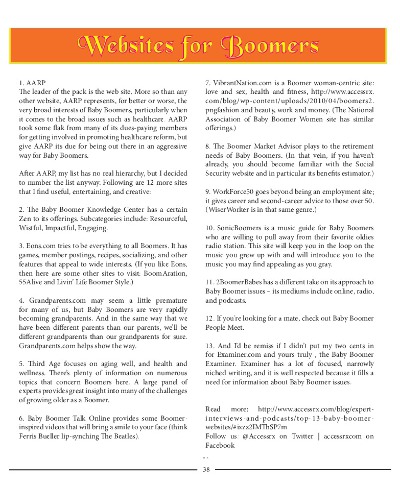 Websites for Boomers
1. AARP
The leader of the pack is the web site. More so than any
other website, AARP represents, for better or worse, the
very broad interests of Baby Boomers, particularly when
it comes to the broad issues such as healthcare. AARP
took some flak from many of its dues-paying members
for getting involved in promoting healthcare reform, but
give AARP its due for being out there in an aggressive
way for Baby Boomers.
After AARP, my list has no real hierarchy, but I decided
to number the list anyway. Following are 12 more sites
that I find useful, entertaining, and creative:
2. The Baby Boomer Knowledge Center has a certain
Zen to its offerings. Subcategories include: Resourceful,
Wistful, Impactful, Engaging.
3. Eons.com tries to be everything to all Boomers. It has
games, member postings, recipes, socializing, and other
features that appeal to wide interests. (If you like Eons,
then here are some other sites to visit: BoomAration,
55Alive and Livin' Life Boomer Style.)
4. Grandparents.com may seem a little premature
for many of us, but Baby Boomers are very rapidly
becoming grandparents. And in the same way that we
have been different parents than our parents, we'll be
different grandparents than our grandparents for sure.
Grandparents.com helps show the way.
5. Third Age focuses on aging well, and health and
wellness. There's plenty of information on numerous
topics that concern Boomers here. A large panel of
experts provides great insight into many of the challenges
of growing older as a Boomer.
6. Baby Boomer Talk Online provides some Boomer-
inspired videos that will bring a smile to your face (think
Ferris Bueller lip-synching The Beatles).
7. VibrantNation.com is a Boomer woman-centric site:
love and sex, health and fitness, http://www.accessrx.
com/blog/wp-content/uploads/2010/04/boomers2.
pngfashion and beauty, work and money. (The National
Association of Baby Boomer Women site has similar
offerings.)
8. The Boomer Market Advisor plays to the retirement
needs of Baby Boomers. (In that vein, if you haven't
already, you should become familiar with the Social
Security website and in particular its benefits estimator.)
9. WorkForce50 goes beyond being an employment site;
it gives career and second-career advice to those over 50.
(WiserWorker is in that same genre.)
10. SonicBoomers is a music guide for Baby Boomers
who are willing to pull away from their favorite oldies
radio station. This site will keep you in the loop on the
music you grew up with and will introduce you to the
music you may find appealing as you gray.
11. 2BoomerBabes has a different take on its approach to
Baby Boomer issues – its mediums include online, radio,
and podcasts.
12. If you're looking for a mate, check out Baby Boomer
People Meet.
13. And I'd be remiss if I didn't put my two cents in
for Examiner.com and yours truly , the Baby Boomer
Examiner. Examiner has a lot of focused, narrowly
niched writing, and it is well respected because it fills a
need for information about Baby Boomer issues.
Read more: http://www.accessrx.com/blog/expert-
interviews-and-podcasts/top-13-baby-boomer-
Follow us @Accessrx on Twitter | accessrx.com on
Facebook
38